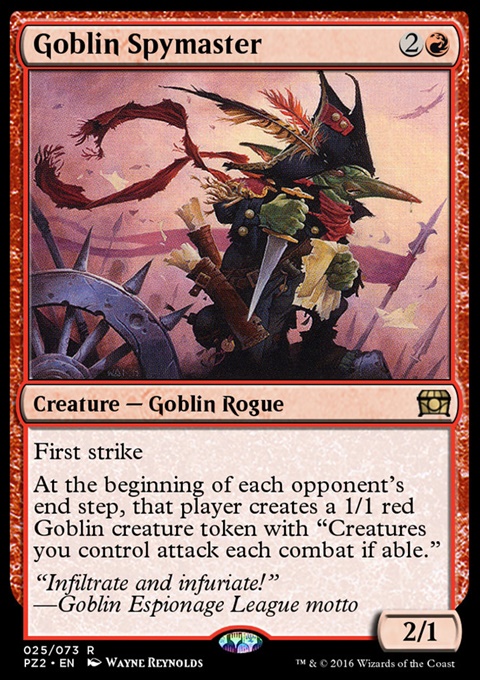 Goblin Spymaster 2
Creature — Goblin Rogue
First strike
At the beginning of each opponent's
end step, that player creates a 1/1 red
Goblin creature token with “Creatures
you control attack each combat if able.”
“Infiltrate and infuriate!”
—Goblin Espionage League motto
2/1
025/073 R
PZ2 • EN Wayne Reynolds
™ & © 2016 Wizards of the Coast